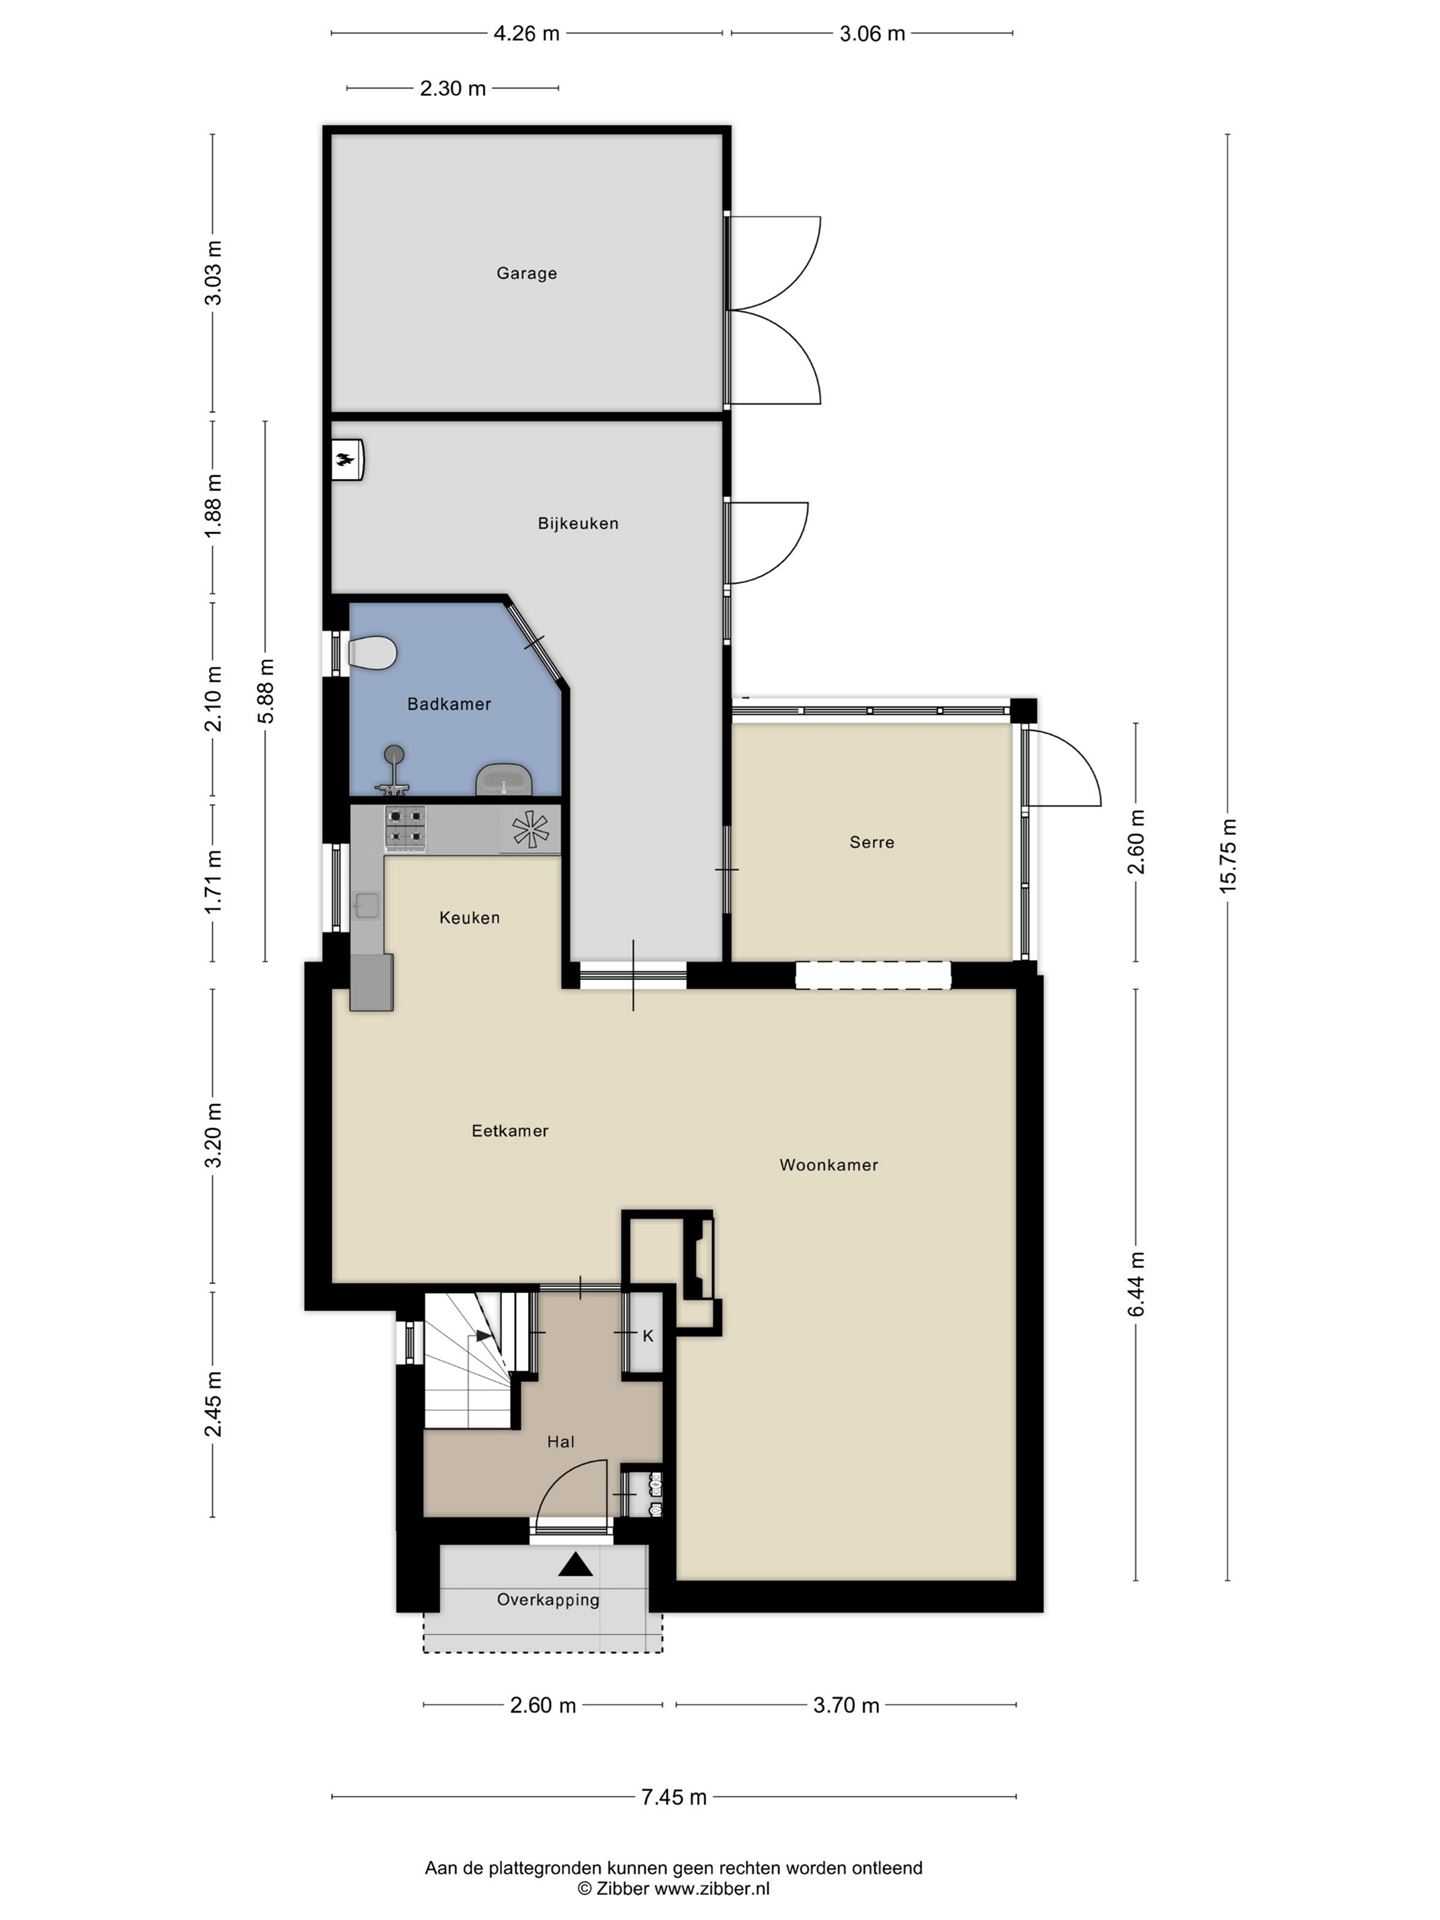 4.26 m
3.06 m
2.30 m
3.03 m
Garage
1.88 m
Bijkeuken
2.10 m
5.88 m
Badkamer
15.75 m
2.60 m
Serre
1.71 m
Keuken
3.20 m
Eetkamer
Woonkamer
6.44 m
K
2.45 m
Hal
Overkapping
2.60 m
3.70 m
7.45 m
Aan de plattegronden kunnen geen rechten worden ontleend
© Zibber www.zibber.nl